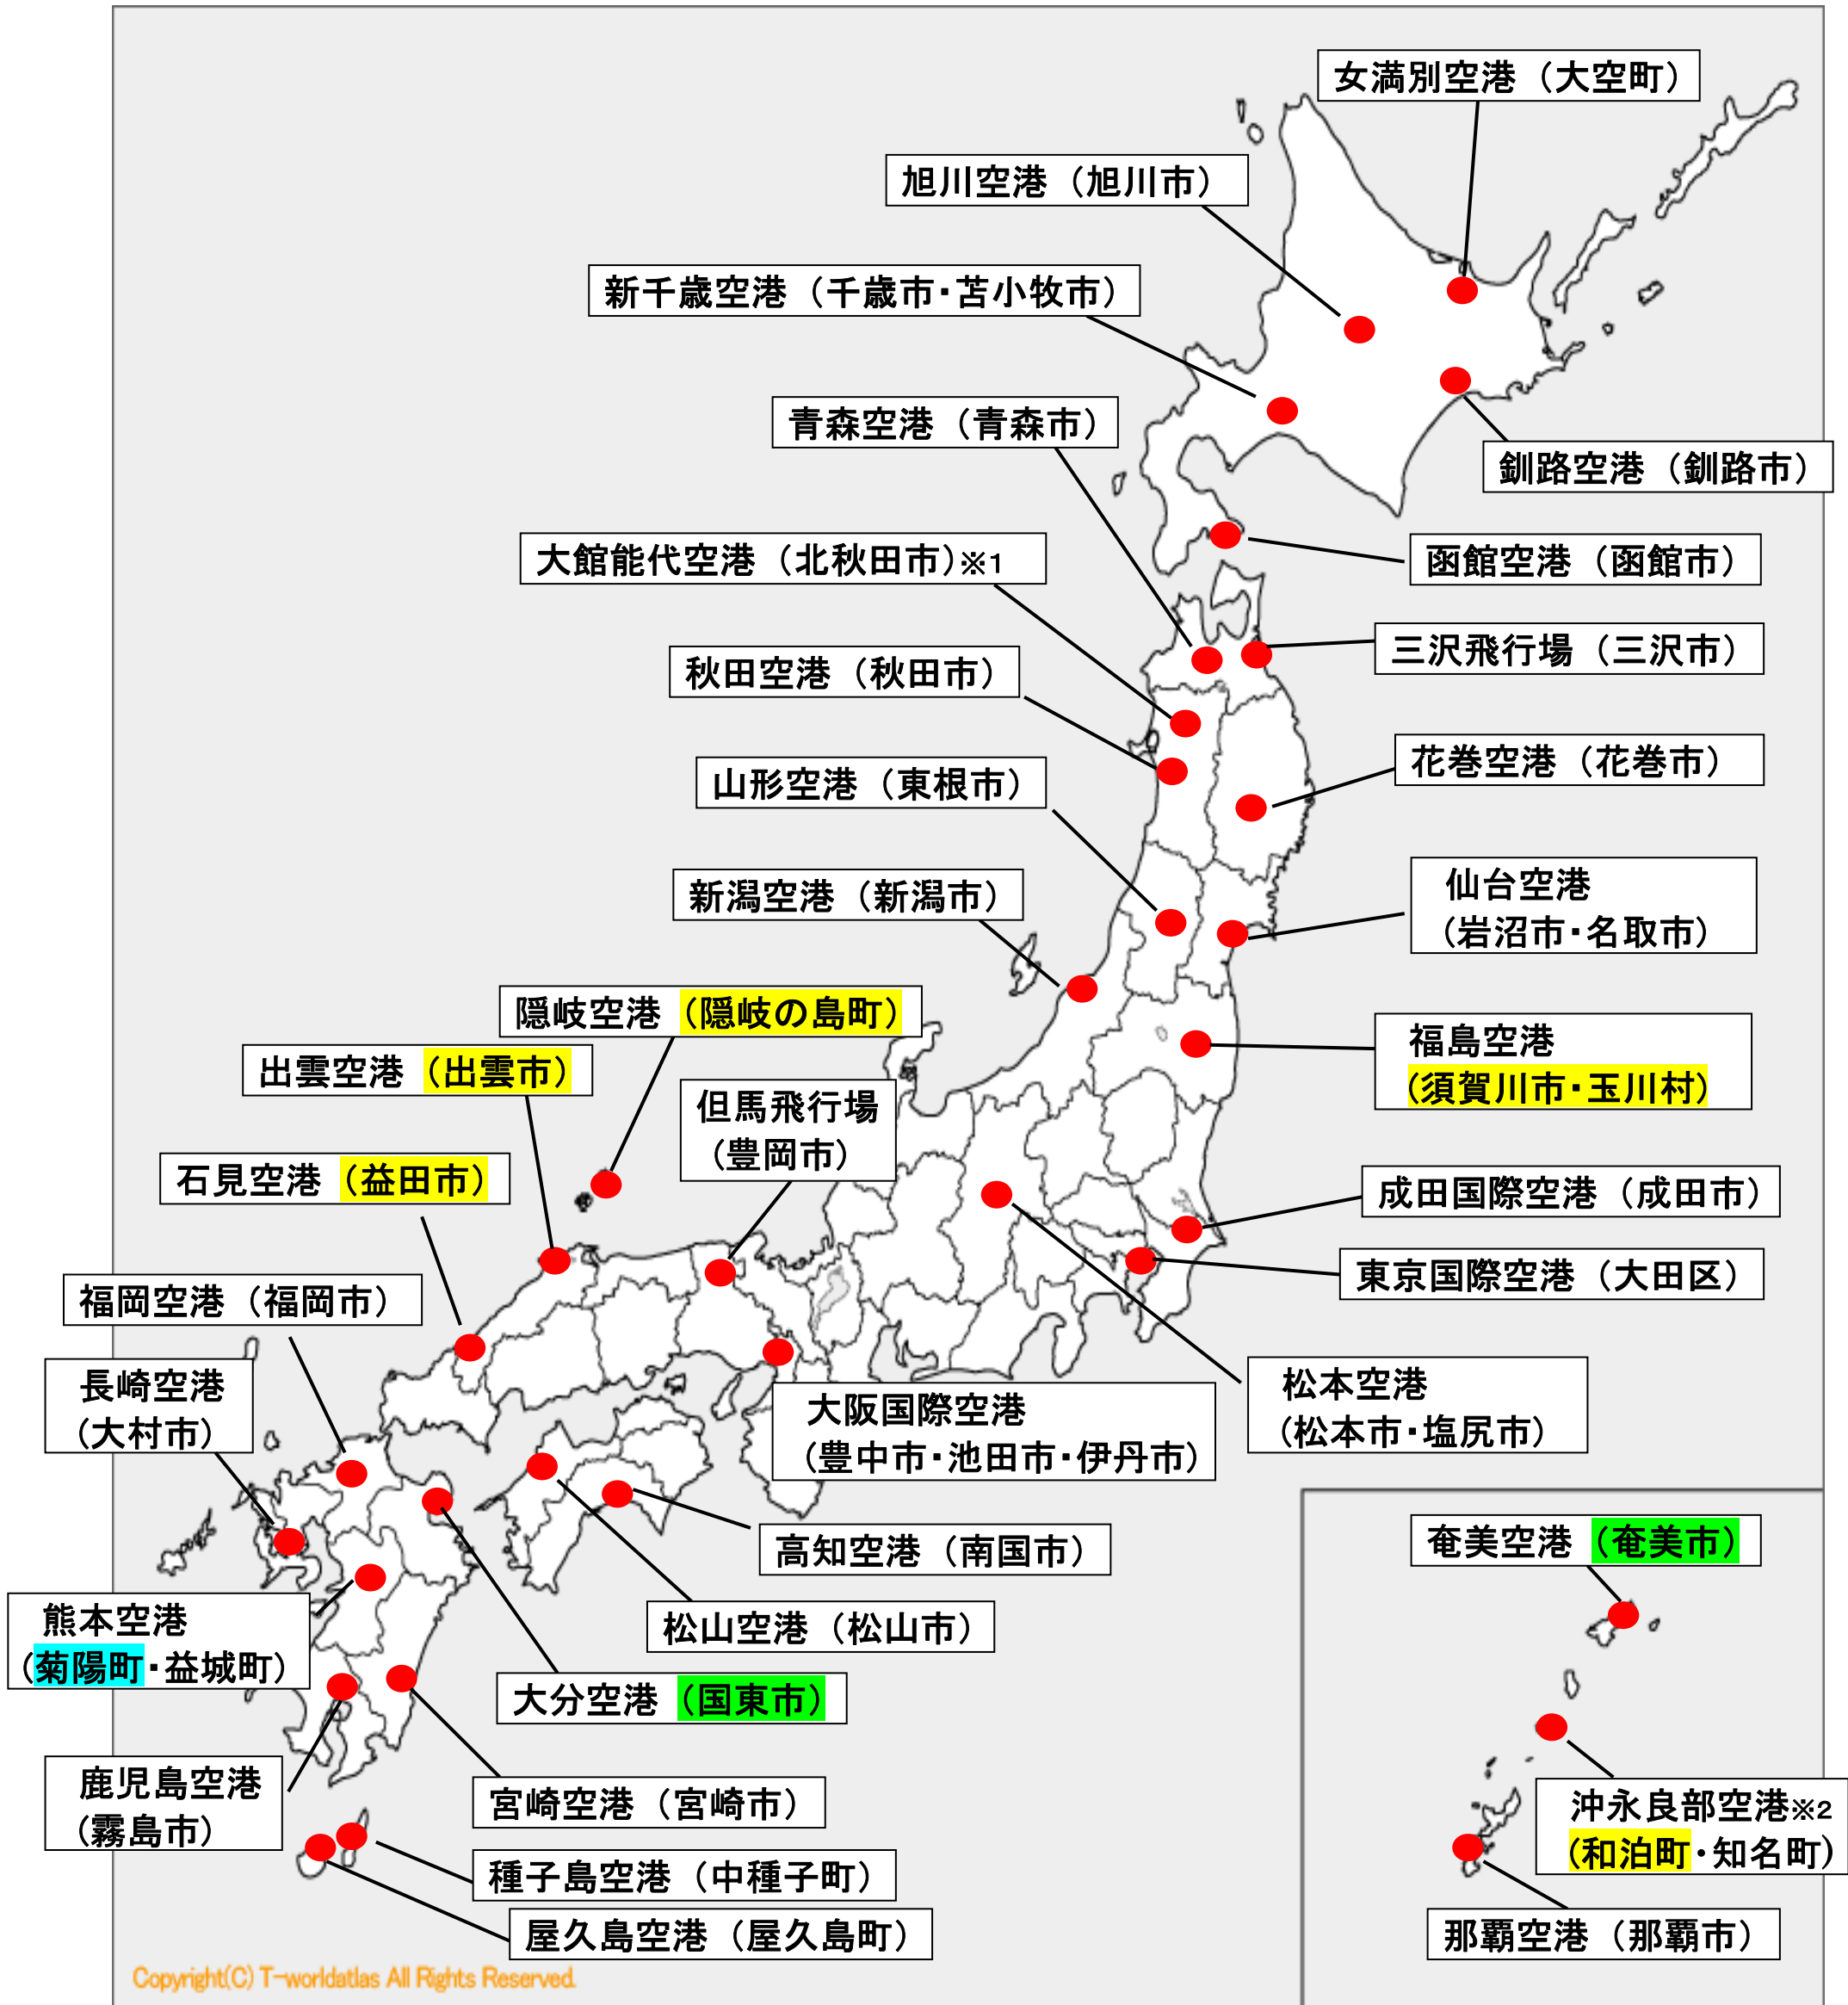 女満別空港（大空町）
旭川空港（旭川市）
新千歳空港（千歳市・苫小牧市）
青森空港（青森市）
釧路空港（釧路市）
大館能代空港（北秋田市）※1
函館空港（函館市）
三沢飛行場（三沢市）
秋田空港（秋田市）
花巻空港（花巻市）
山形空港（東根市）
新潟空港（新潟市）
仙台空港
（岩沼市・名取市）
隠岐空港（隠岐の島町）
出雲空港（出雲市）
福島空港
（須賀川市・玉川村）
但馬飛行場
（豊岡市）
石見空港（益田市）
成田国際空港（成田市）
東京国際空港（大田区）
福岡空港（福岡市）
長崎空港
（大村市）
大阪国際空港
（豊中市・池田市・伊丹市）
松本空港
（松本市・塩尻市）
高知空港（南国市）
奄美空港（奄美市）
熊本空港
（菊陽町・益城町）
松山空港（松山市）
大分空港（国東市）
鹿児島空港
（霧島市）
宮崎空港（宮崎市）
沖永良部空港※2
（和泊町・知名町）
種子島空港（中種子町）
屋久島空港（屋久島町）
那覇空港（那覇市）
Copyright(C) T-worldatlas All Rights Reserved.